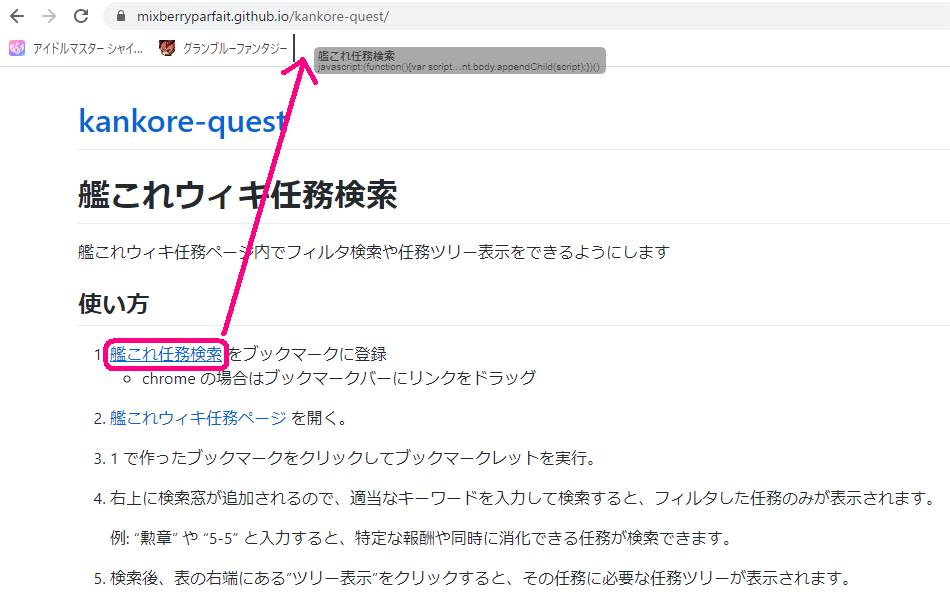 mixberryparfait.github.io/kankore-quest/
アイドルマスター シャイ... グランブルーファンタジー
艦これ任務検索
javascript:(function(){var script...nt.body.appendChild(script);})()
kankore-quest
艦これウィキ任務検索
艦これウィキ任務ページ内でフィルタ検索や任務ツリー表示をできるようにします
使い方
1. 艦これ任務検索 をブックマークに登録
chrome の場合はブックマークバーにリンクをドラッグ
2. 艦これウィキ任務ページ を開く。
3. 1 で作ったブックマークをクリックしてブックマークレットを実行。
4. 右上に検索窓が追加されるので、適当なキーワードを入力して検索すると、フィルタした任務のみが表示されます。
例: “勲章” や “5-5” と入力すると、特定な報酬や同時に消化できる任務が検索できます。
5. 検索後、表の右端にある”ツリー表示”をクリックすると、その任務に必要な任務ツリーが表示されます。